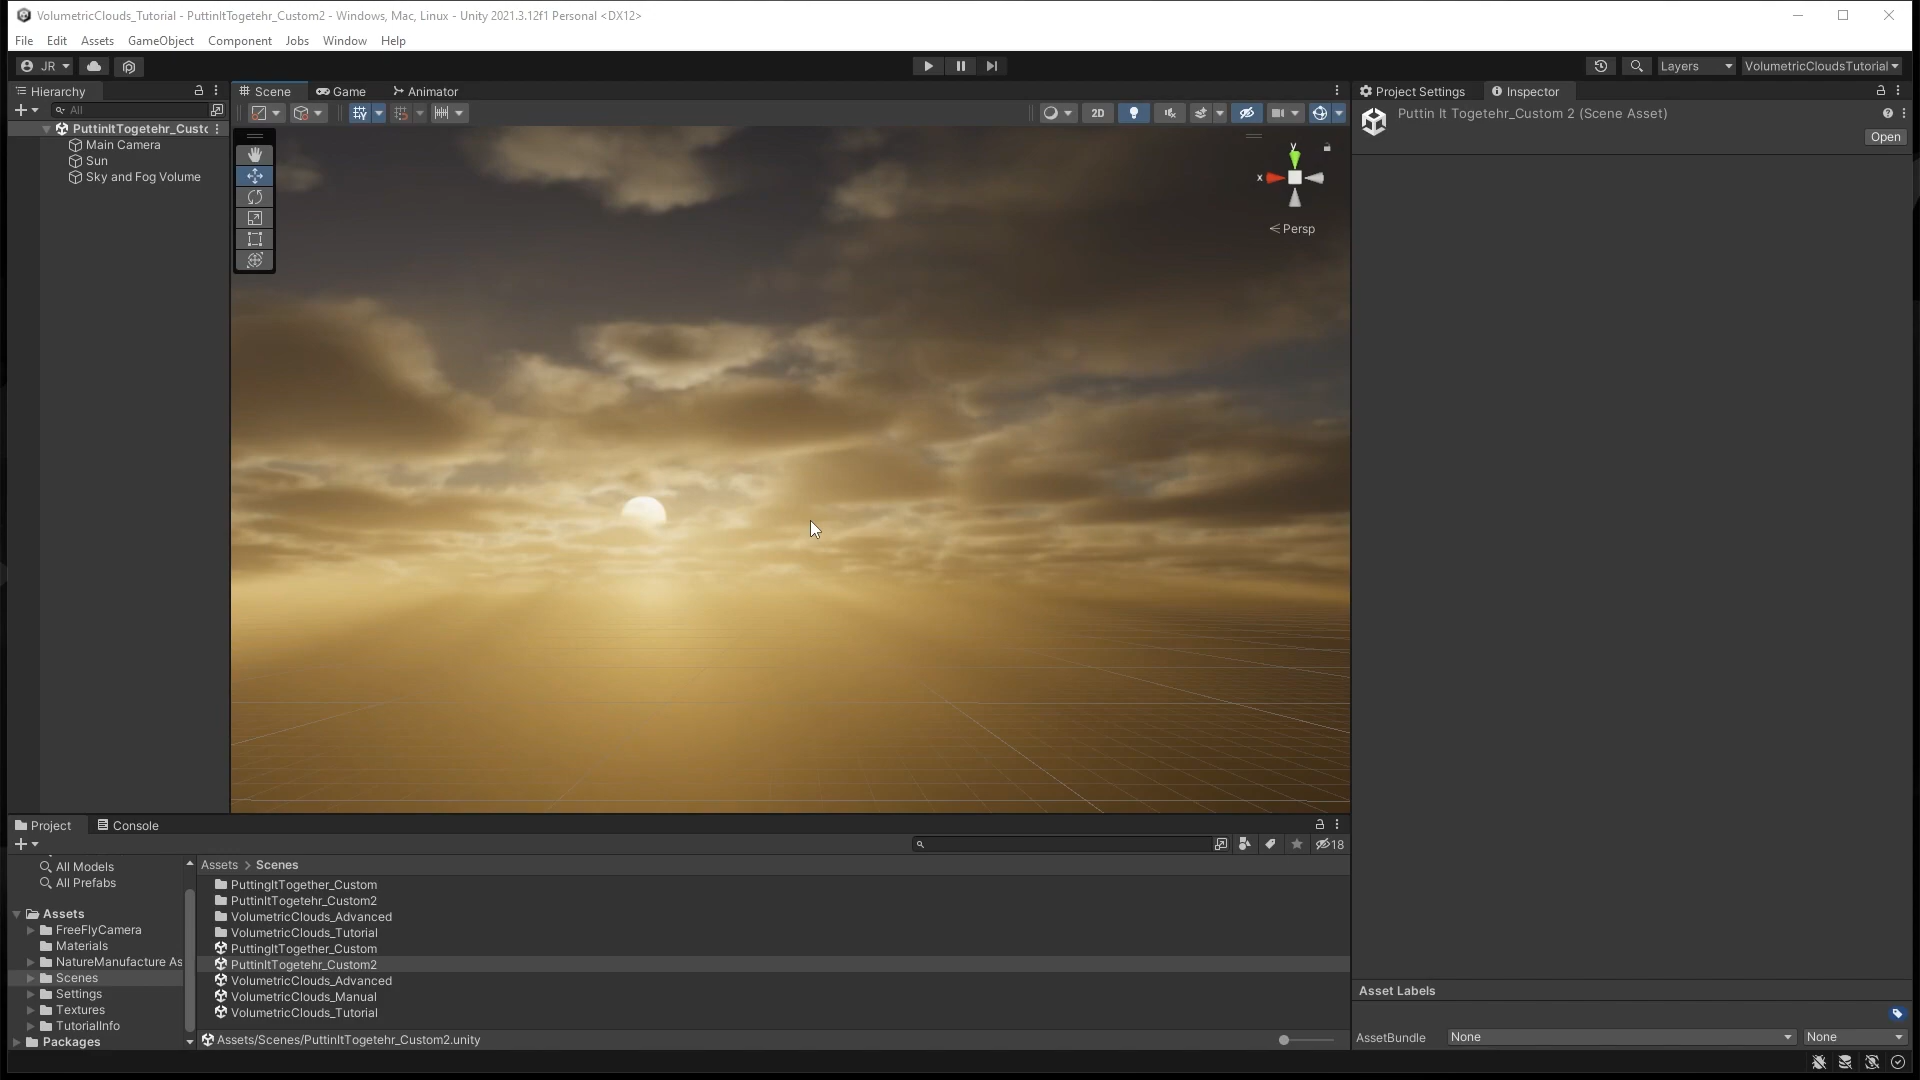 VolumetricClouds_Tutorial - PuttinItTogetehr_Custom2 - Windows, Mac, Linux - Unity 2021.3.12f1 Personal <DX12>
File Edit Assets GameObject Component Jobs Window Help
JR Layers VolumetricCloudsTutorial
Hierarchy Scene Game Animator Project Settings Inspector
All 2D
PuttinItTogetehr_Custo
Main Camera
Sun
Sky and Fog Volume
Puttin It Togetehr_Custom 2 (Scene Asset)
Open
y
x
Persp
Project Console
18
All Models
All Prefabs
Assets
FreeFlyCamera
Materials
NatureManufacture As
Scenes
Settings
Textures
TutorialInfo
Packages
Assets > Scenes
PuttingItTogether_Custom
PuttinItTogetehr_Custom2
VolumetricClouds_Advanced
VolumetricClouds_Tutorial
PuttingItTogether_Custom
PuttinItTogetehr_Custom2
VolumetricClouds_Advanced
VolumetricClouds_Manual
VolumetricClouds_Tutorial
Assets/Scenes/PuttinItTogetehr_Custom2.unity
Asset Labels
AssetBundle None None